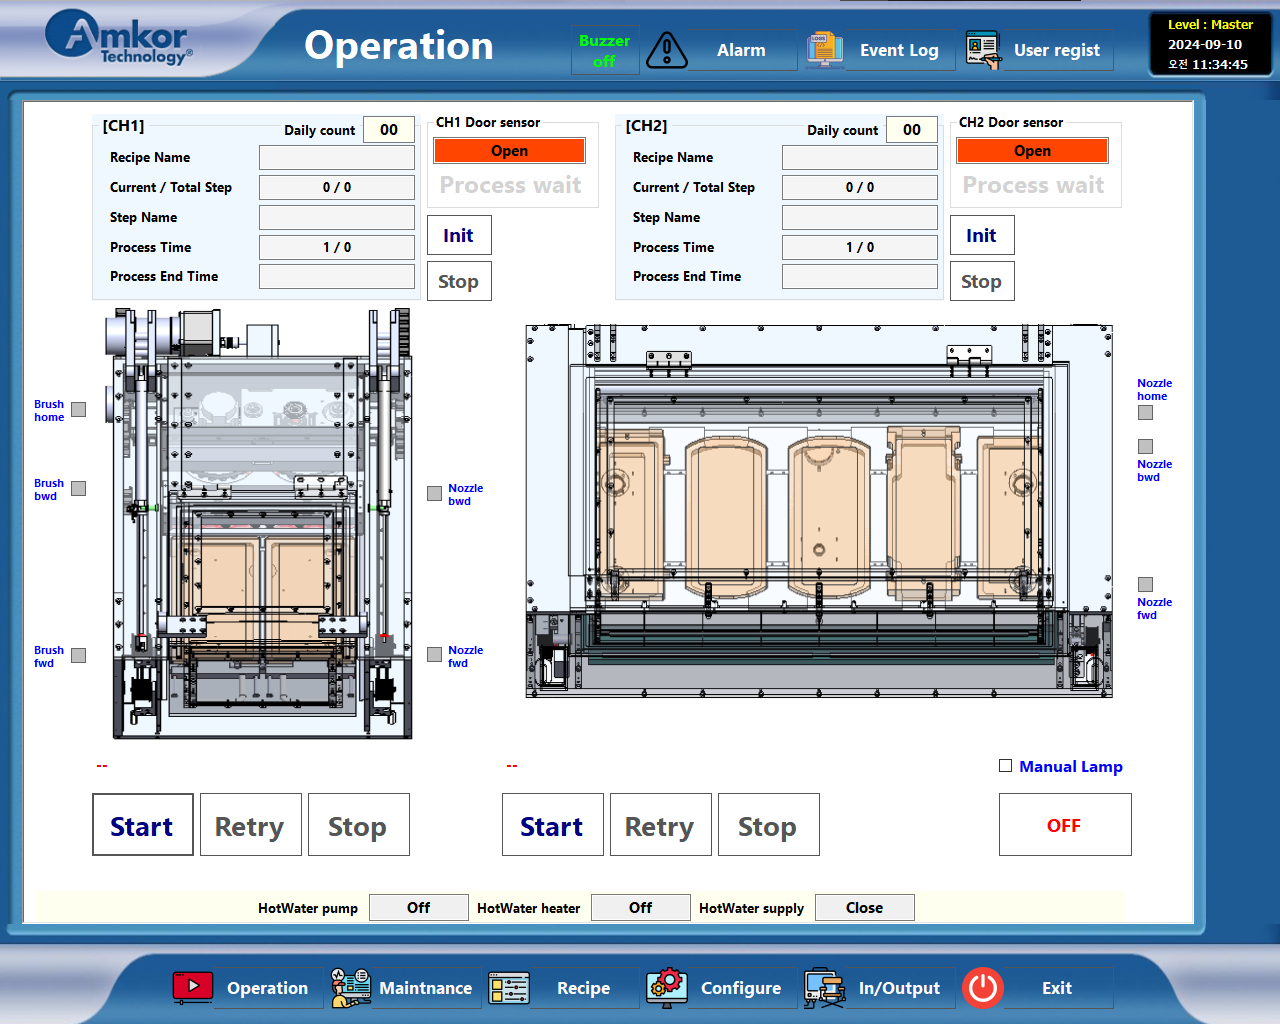 Amkor
Technology®
Operation
Buzzer
off
Alarm
Event Log
User regist
Level : Master
2024-09-10
오전 11:34:45
[CH1]
Daily count
00
Recipe Name
Current / Total Step
0 / 0
Step Name
Process Time
1 / 0
Process End Time
CH1 Door sensor
Open
Process wait
Init
Stop
[CH2]
Daily count
00
Recipe Name
Current / Total Step
0 / 0
Step Name
Process Time
1 / 0
Process End Time
CH2 Door sensor
Open
Process wait
Init
Stop
Brush
home
Brush
bwd
Brush
fwd
Nozzle
bwd
Nozzle
fwd
Nozzle
home
Nozzle
bwd
Nozzle
fwd
--
--
Manual Lamp
Start
Retry
Stop
Start
Retry
Stop
OFF
HotWater pump
Off
HotWater heater
Off
HotWater supply
Close
Operation
Maintnance
Recipe
Configure
In/Output
Exit